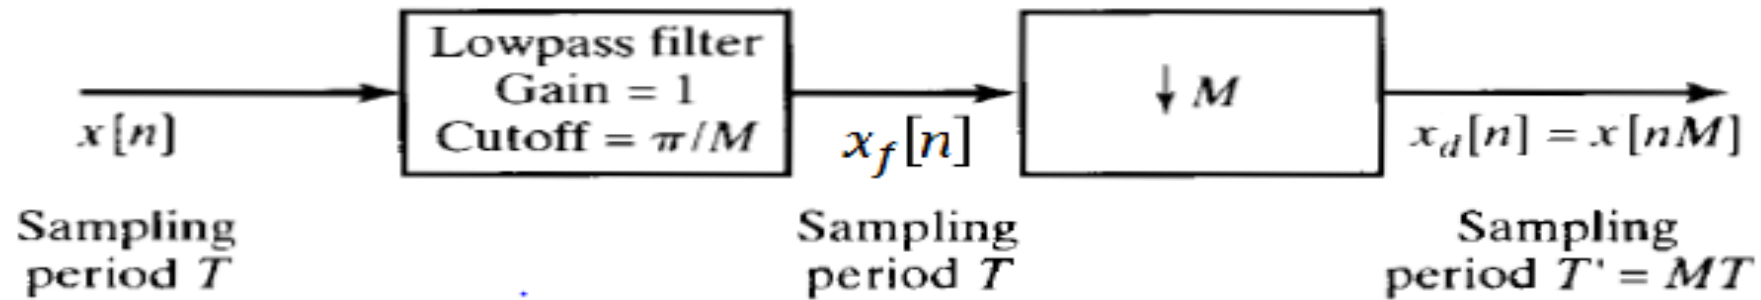 x[n]
Sampling
period T
Lowpass filter
Gain = 1
Cutoff = π/M
x_f[n]
Sampling
period T
↓ M
x_d[n] = x[nM]
Sampling
period T' = MT